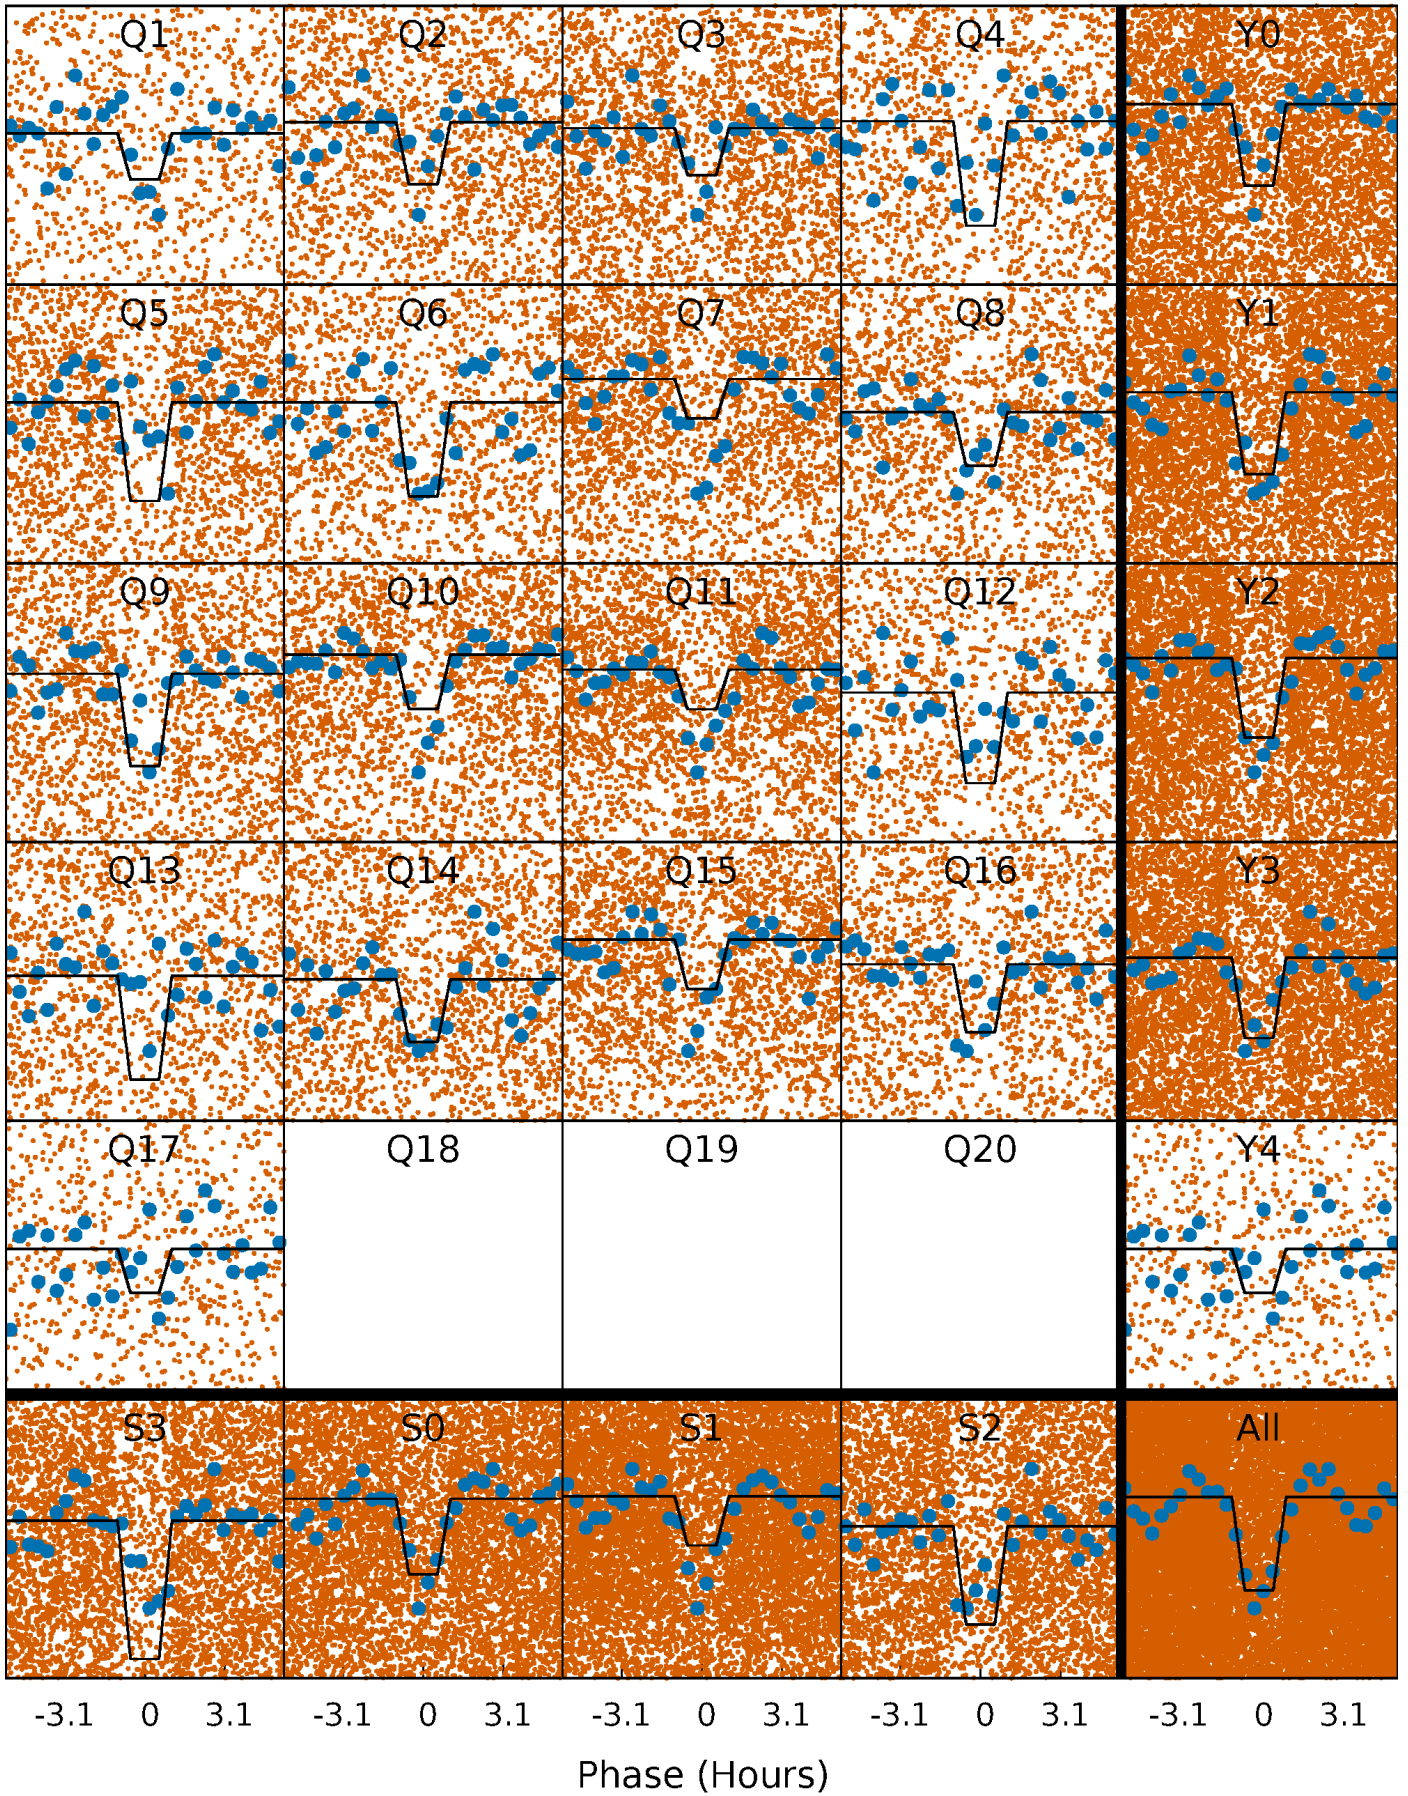 Q1 Q2 Q3 Q4 Y0
Q5 Q6 Q7 Q8 Y1
Q9 Q10 Q11 Q12 Y2
Q13 Q14 Q15 Q16 Y3
Q17 Q18 Q19 Q20 Y4
S3 S0 S1 S2 All
-3.1 0 3.1 -3.1 0 3.1 -3.1 0 3.1 -3.1 0 3.1 -3.1 0 3.1
Phase (Hours)